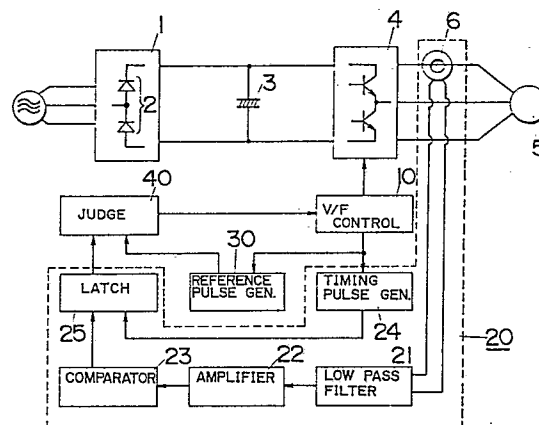 1
4
6
2
3
5
40
10
JUDGE
V/F
CONTROL
30
REFERENCE
PULSE GEN.
TIMING
PULSE GEN.
LATCH
25
24
20
23
22
21
COMPARATOR
AMPLIFIER
LOW PASS
FILTER